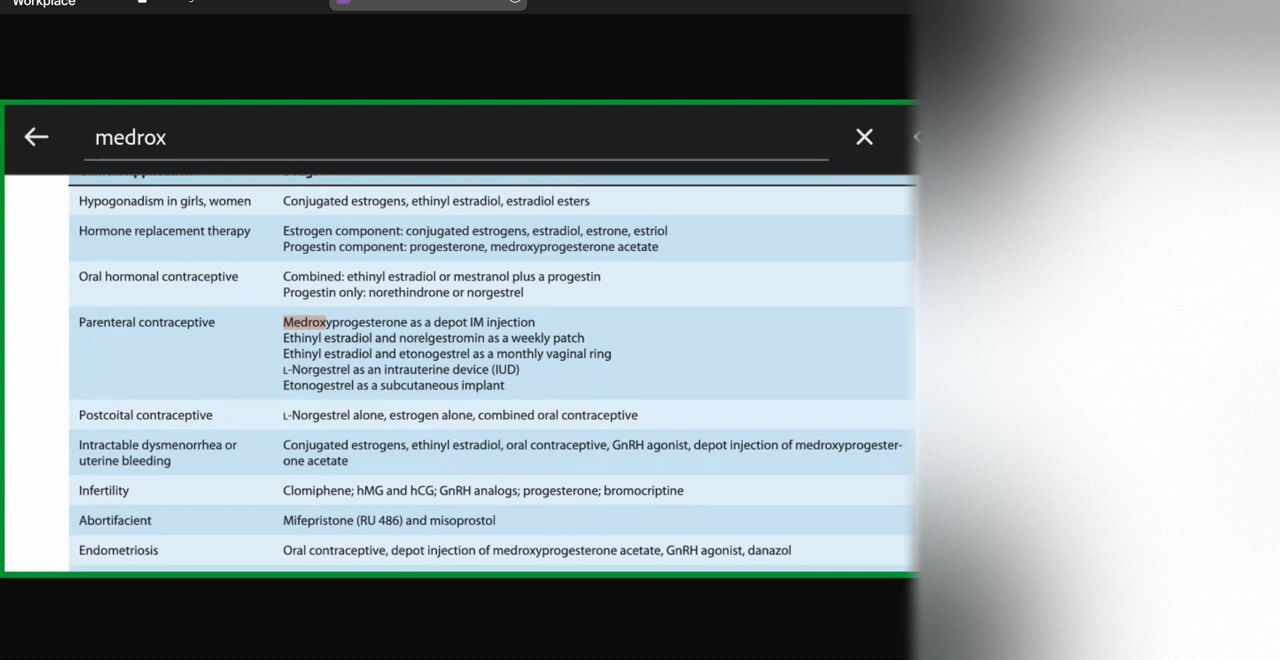 Workplace
medrox
Hypogonadism in girls, women Conjugated estrogens, ethinyl estradiol, estradiol esters
Hormone replacement therapy Estrogen component: conjugated estrogens, estradiol, estrone, estriol
Progestin component: progesterone, medroxyprogesterone acetate
Oral hormonal contraceptive Combined: ethinyl estradiol or mestranol plus a progestin
Progestin only: norethindrone or norgestrel
Parenteral contraceptive Medroxyprogesterone as a depot IM injection
Ethinyl estradiol and norelgestromin as a weekly patch
Ethinyl estradiol and etonogestrel as a monthly vaginal ring
L-Norgestrel as an intrauterine device (IUD)
Etonogestrel as a subcutaneous implant
Postcoital contraceptive L-Norgestrel alone, estrogen alone, combined oral contraceptive
Intractable dysmenorrhea or Conjugated estrogens, ethinyl estradiol, oral contraceptive, GnRH agonist, depot injection of medroxyprogester-
uterine bleeding one acetate
Infertility Clomiphene; hMG and hCG; GnRH analogs; progesterone; bromocriptine
Abortifacient Mifepristone (RU 486) and misoprostol
Endometriosis Oral contraceptive, depot injection of medroxyprogesterone acetate, GnRH agonist, danazol